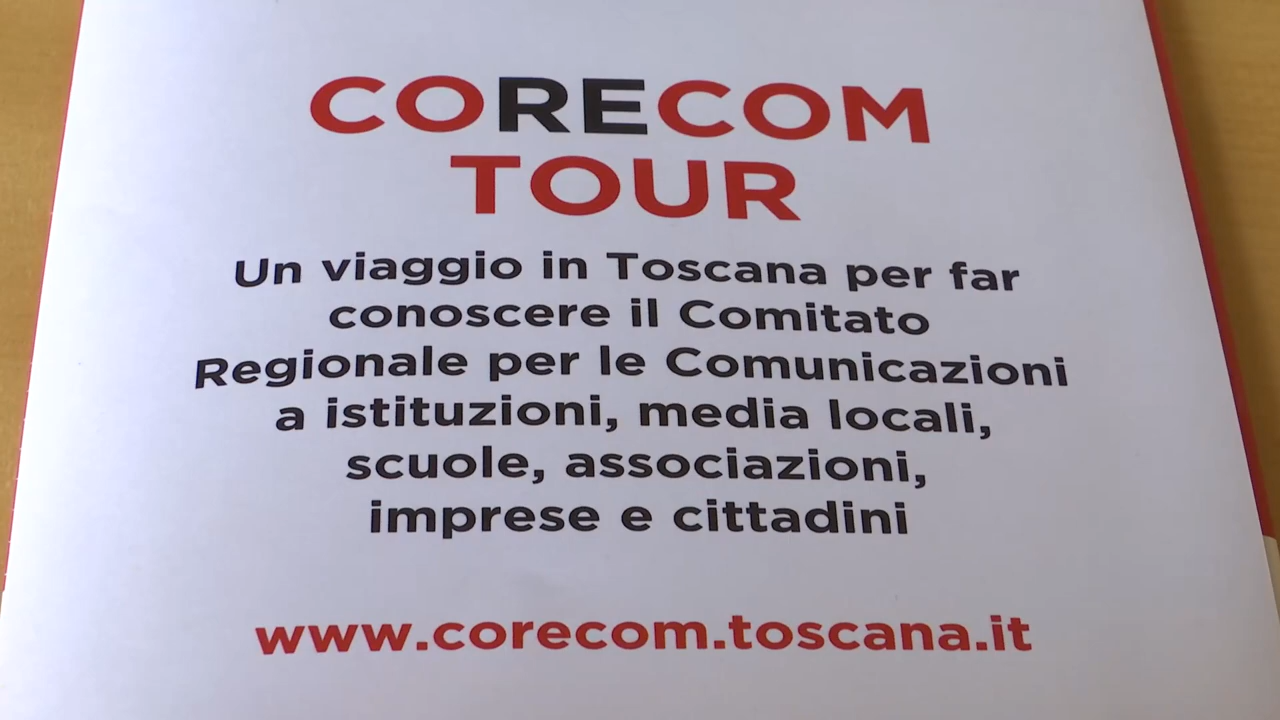 CORECOM
TOUR
Un viaggio in Toscana per far
conoscere il Comitato
Regionale per le Comunicazioni
a istituzioni, media locali,
scuole, associazioni,
imprese e cittadini
www.corecom.toscana.it